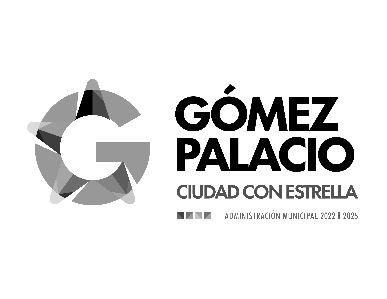 G
GÓMEZ
PALACIO
CIUDAD CON ESTRELLA
ADMINISTRACIÓN MUNICIPAL 2022 | 2025